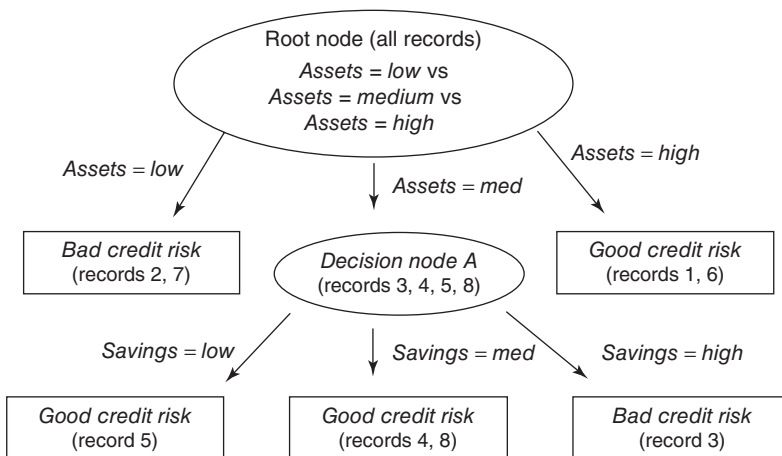 Root node (all records)
Assets = low vs
Assets = medium vs
Assets = high
Assets = low
Assets = med
Assets = high
Bad credit risk
(records 2, 7)
Decision node A
(records 3, 4, 5, 8)
Good credit risk
(records 1, 6)
Savings = low
Savings = med
Savings = high
Good credit risk
(record 5)
Good credit risk
(records 4, 8)
Bad credit risk
(record 3)